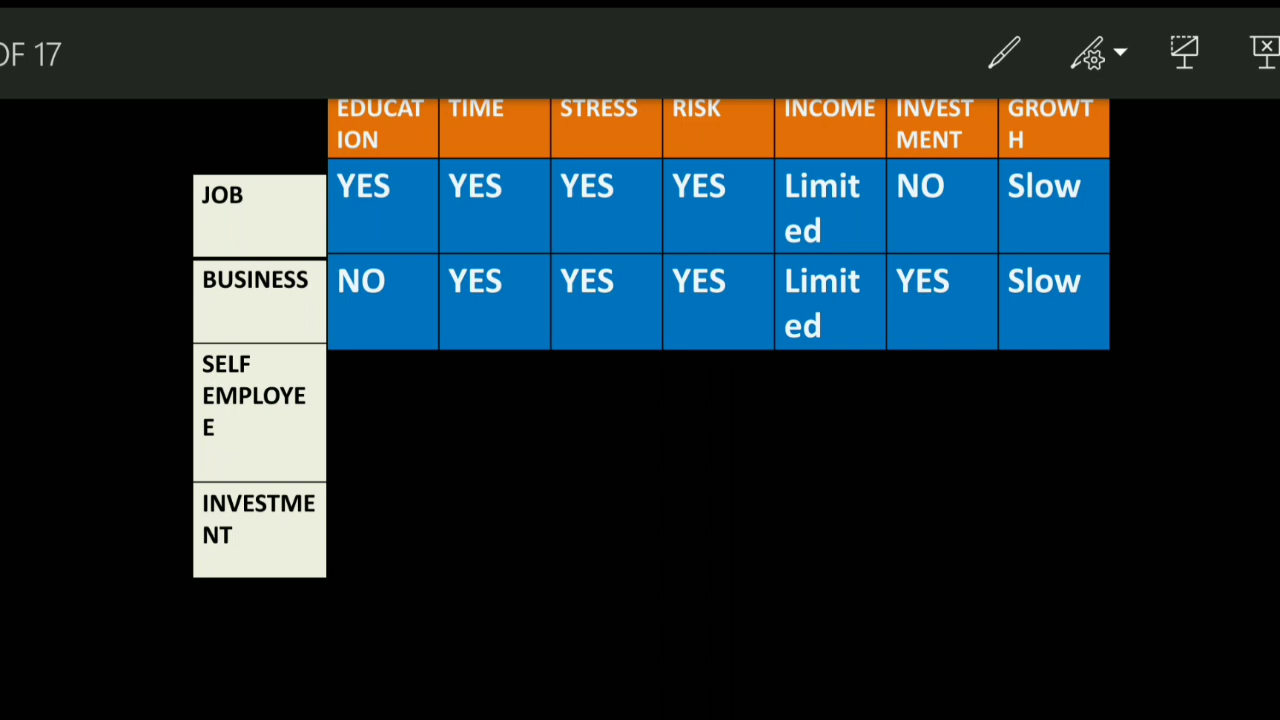 OF 17
EDUCAT TIME STRESS RISK INCOME INVEST GROWT
ION MENT H
JOB YES YES YES YES Limit NO Slow
ed
BUSINESS NO YES YES YES Limit YES Slow
ed
SELF
EMPLOYE
E
INVESTME
NT